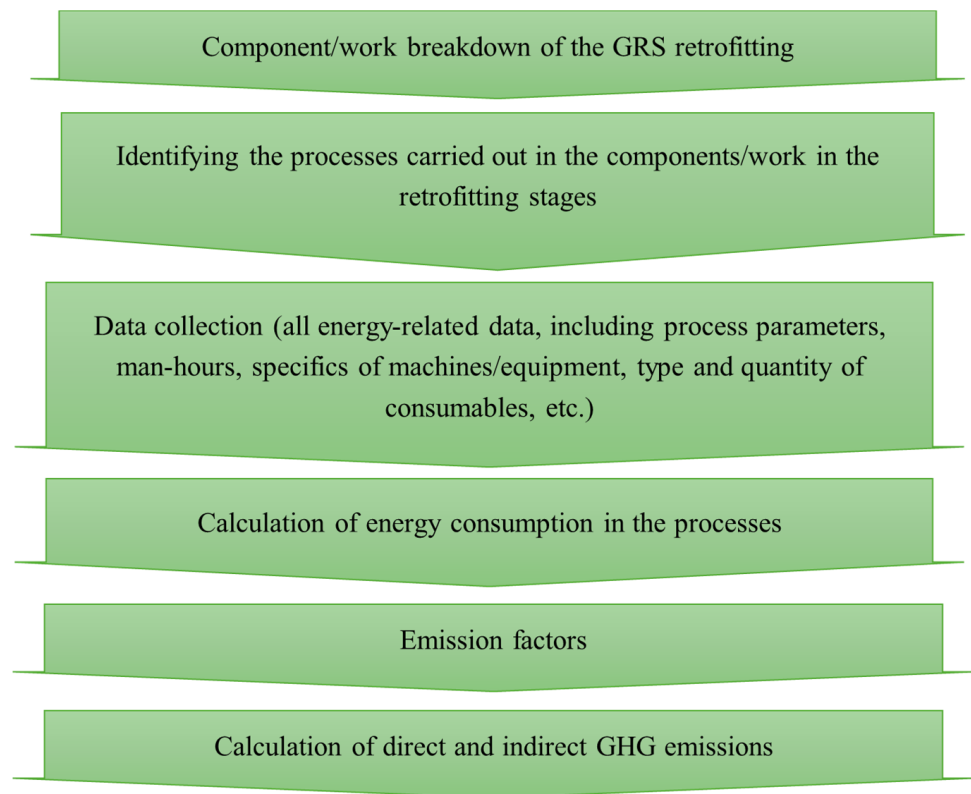 Component/work breakdown of the GRS retrofitting
Identifying the processes carried out in the components/work in the
retrofitting stages
Data collection (all energy-related data, including process parameters,
man-hours, specifics of machines/equipment, type and quantity of
consumables, etc.)
Calculation of energy consumption in the processes
Emission factors
Calculation of direct and indirect GHG emissions